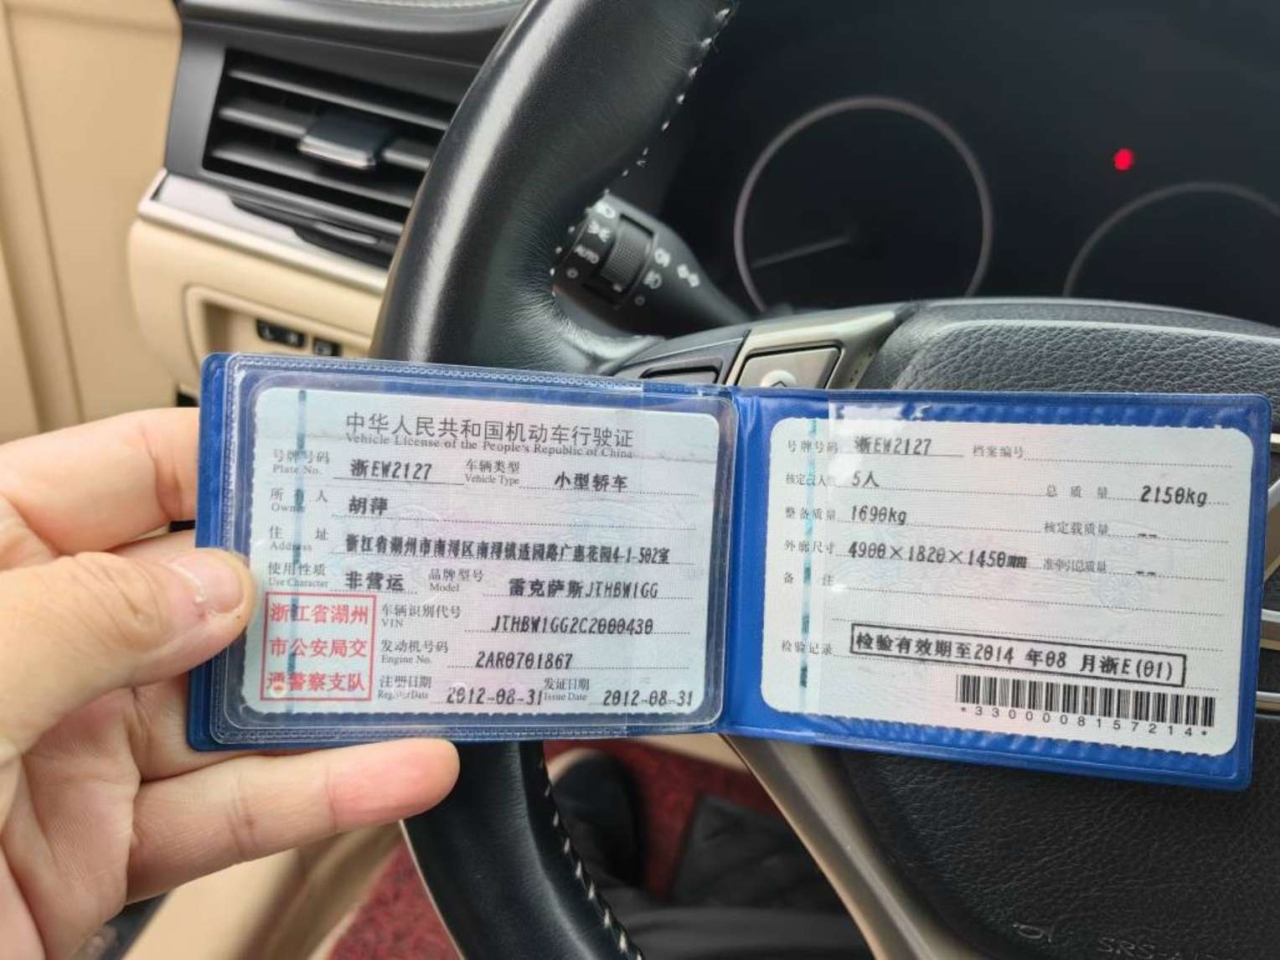 中华人民共和国机动车行驶证
Vehicle License of the People's Republic of China
号牌号码 浙EW2127 车辆类型 小型轿车
Plate No. Vehicle Type
所有人 胡萍
Owner
住址 浙江省湖州市南浔区南浔镇适园路广惠花园4-1-502室
Address
使用性质 非营运 品牌型号 雷克萨斯JTHBW1GG
Use Character Model
浙江省湖州
市公安局交
通警察支队
车辆识别代号 JTHBW1GG2C2000430
VIN
发动机号码 2AR0701867
Engine No.
注册日期 2012-08-31 发证日期 2012-08-31
Register Date Issue Date
号牌号码 浙EW2127 档案编号
核定载人数 5人 总质量 2150kg
整备质量 1690kg 核定载质量 --
外廓尺寸 4900×1820×1450mm 准牵引总质量 --
备注
检验记录 检验有效期至2014年08月浙E(01)
*3300008157214*
AUTO
SRS